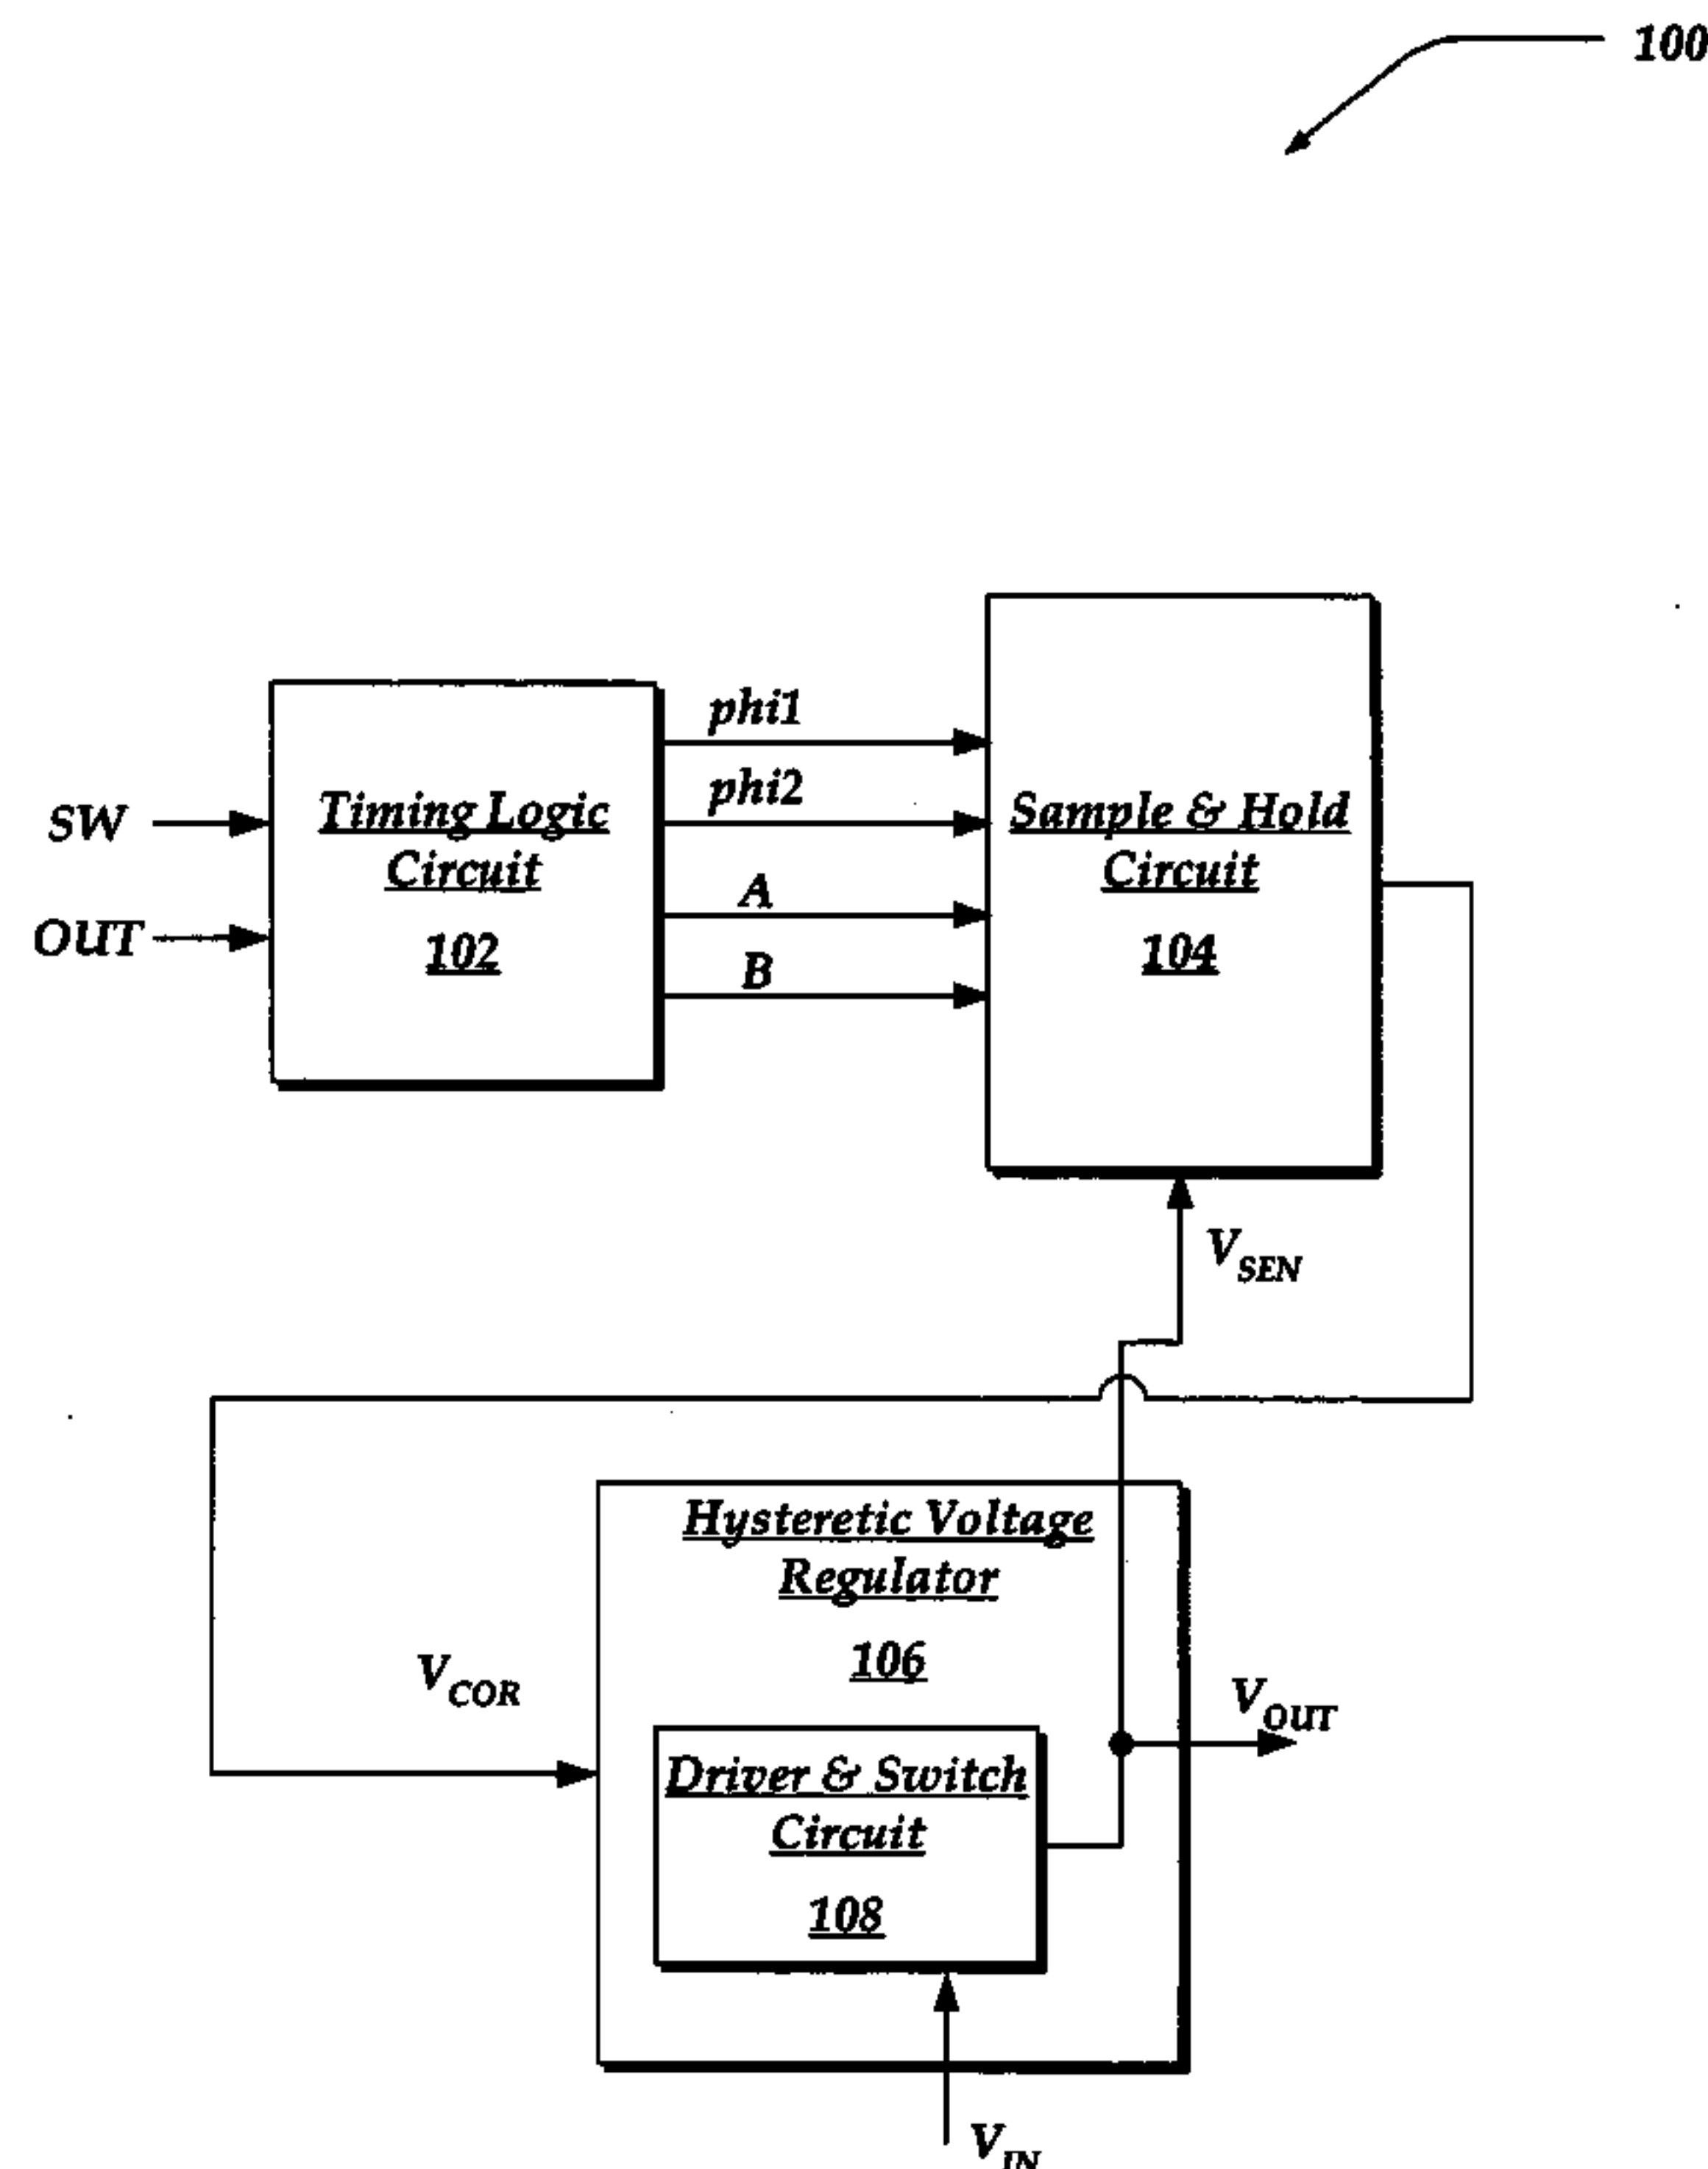 100
phi1
phi2
A
B
SW
OUT
Timing Logic
Circuit
102
Sample & Hold
Circuit
104
VSEN
Hysteretic Voltage
Regulator
106
VCOR
VOUT
Driver & Switch
Circuit
108
VIN